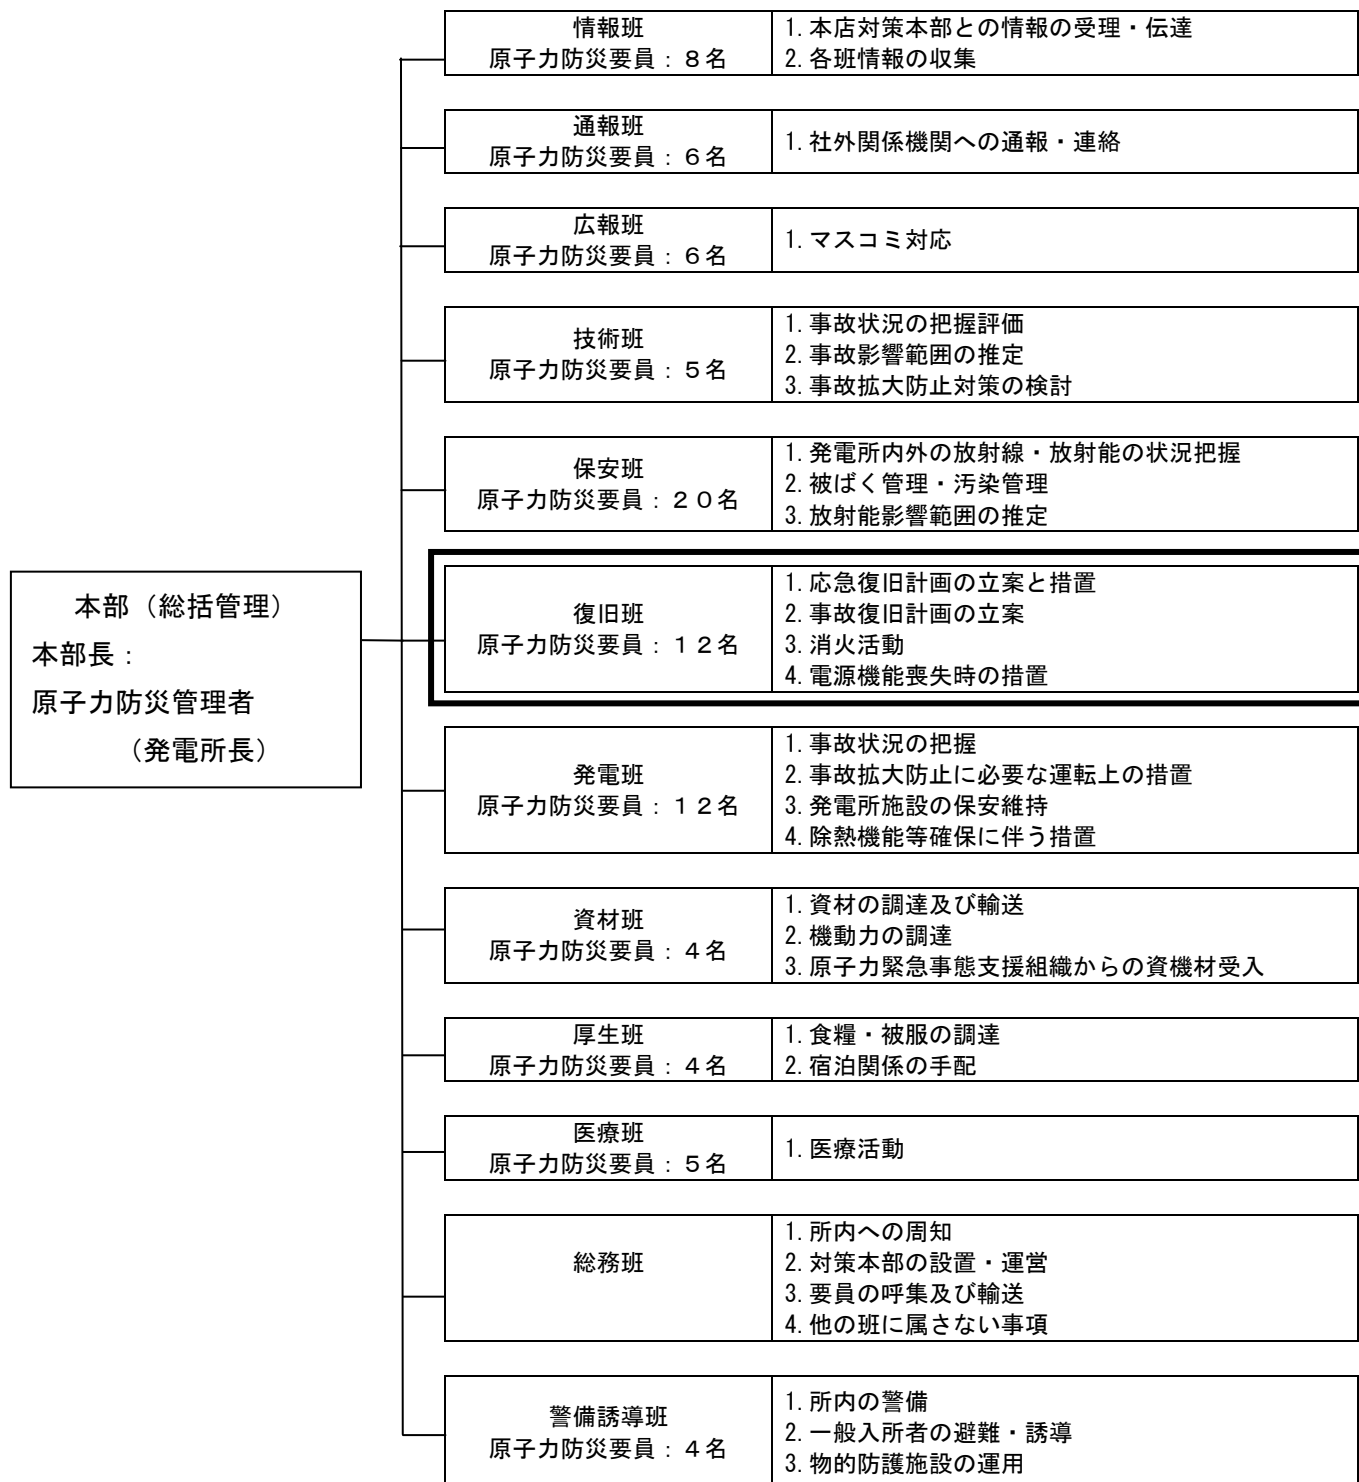 情報班
原子力防災要員：８名
1. 本店対策本部との情報の受理・伝達
2. 各班情報の収集
通報班
原子力防災要員：６名
1. 社外関係機関への通報・連絡
広報班
原子力防災要員：６名
1. マスコミ対応
技術班
原子力防災要員：５名
1. 事故状況の把握評価
2. 事故影響範囲の推定
3. 事故拡大防止対策の検討
保安班
原子力防災要員：２０名
1. 発電所内外の放射線・放射能の状況把握
2. 被ばく管理・汚染管理
3. 放射能影響範囲の推定
本部（総括管理）
本部長：
原子力防災管理者
（発電所長）
復旧班
原子力防災要員：１２名
1. 応急復旧計画の立案と措置
2. 事故復旧計画の立案
3. 消火活動
4. 電源機能喪失時の措置
発電班
原子力防災要員：１２名
1. 事故状況の把握
2. 事故拡大防止に必要な運転上の措置
3. 発電所施設の保安維持
4. 除熱機能等確保に伴う措置
資材班
原子力防災要員：４名
1. 資材の調達及び輸送
2. 機動力の調達
3. 原子力緊急事態支援組織からの資機材受入
厚生班
原子力防災要員：４名
1. 食糧・被服の調達
2. 宿泊関係の手配
医療班
原子力防災要員：５名
1. 医療活動
総務班
1. 所内への周知
2. 対策本部の設置・運営
3. 要員の呼集及び輸送
4. 他の班に属さない事項
警備誘導班
原子力防災要員：４名
1. 所内の警備
2. 一般入所者の避難・誘導
3. 物的防護施設の運用